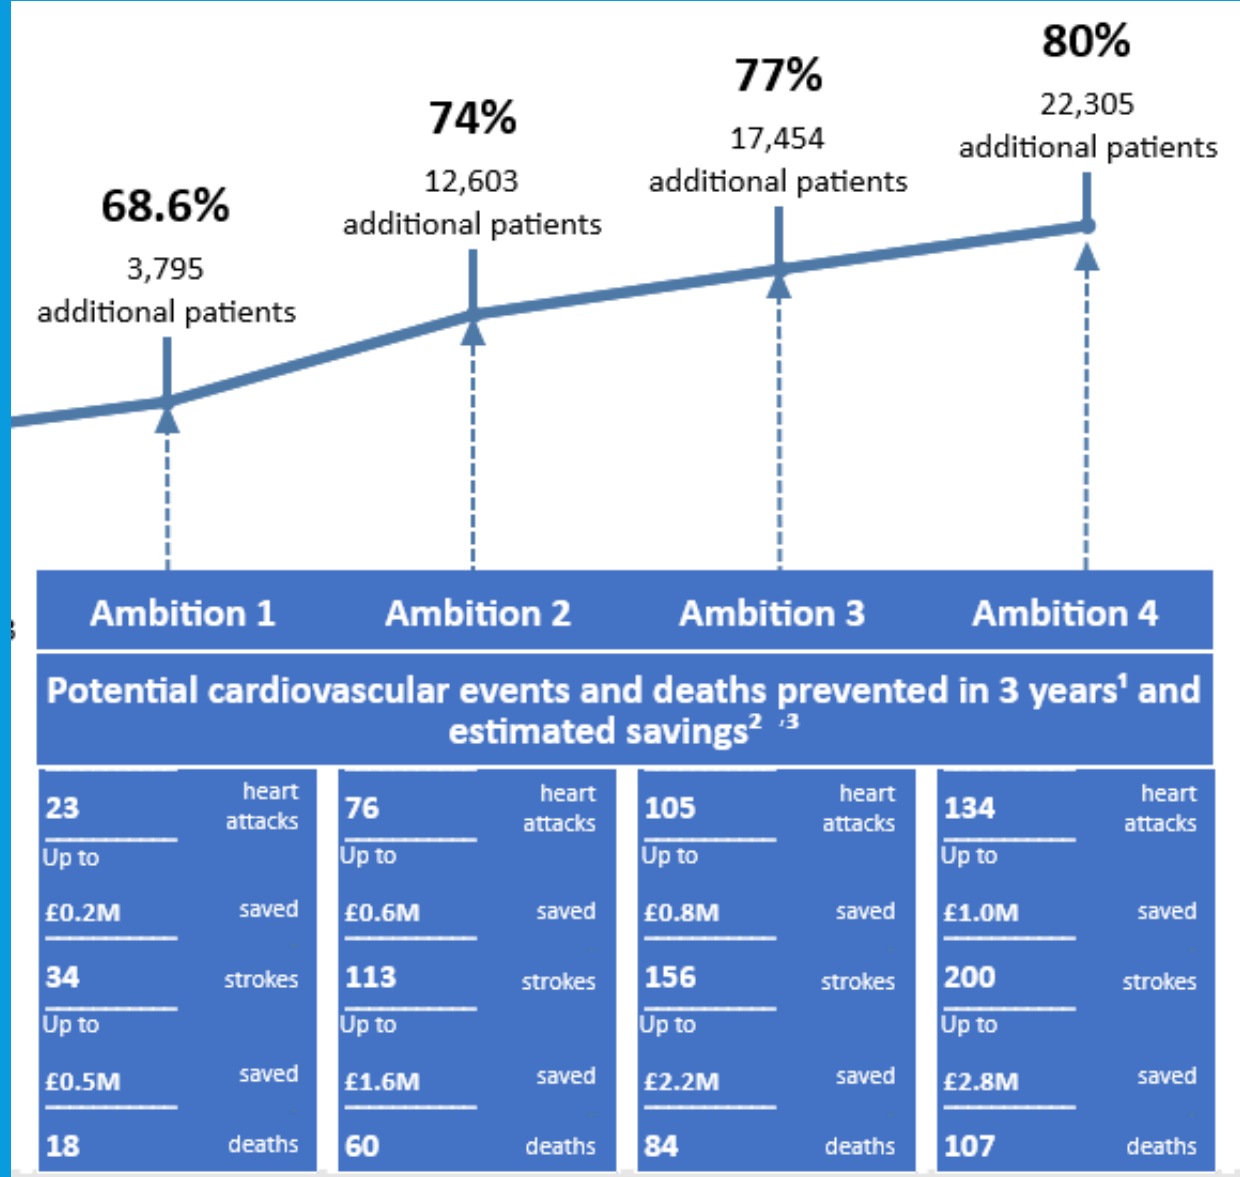 80%
22,305
additional patients
77%
17,454
additional patients
74%
12,603
additional patients
68.6%
3,795
additional patients
Ambition 1
Ambition 2
Ambition 3
Ambition 4
Potential cardiovascular events and deaths prevented in 3 years¹ and
estimated savings² ,³
23 heart
attacks
Up to
£0.2M saved
34 strokes
Up to
£0.5M saved
18 deaths
76 heart
attacks
Up to
£0.6M saved
113 strokes
Up to
£1.6M saved
60 deaths
105 heart
attacks
Up to
£0.8M saved
156 strokes
Up to
£2.2M saved
84 deaths
134 heart
attacks
Up to
£1.0M saved
200 strokes
Up to
£2.8M saved
107 deaths